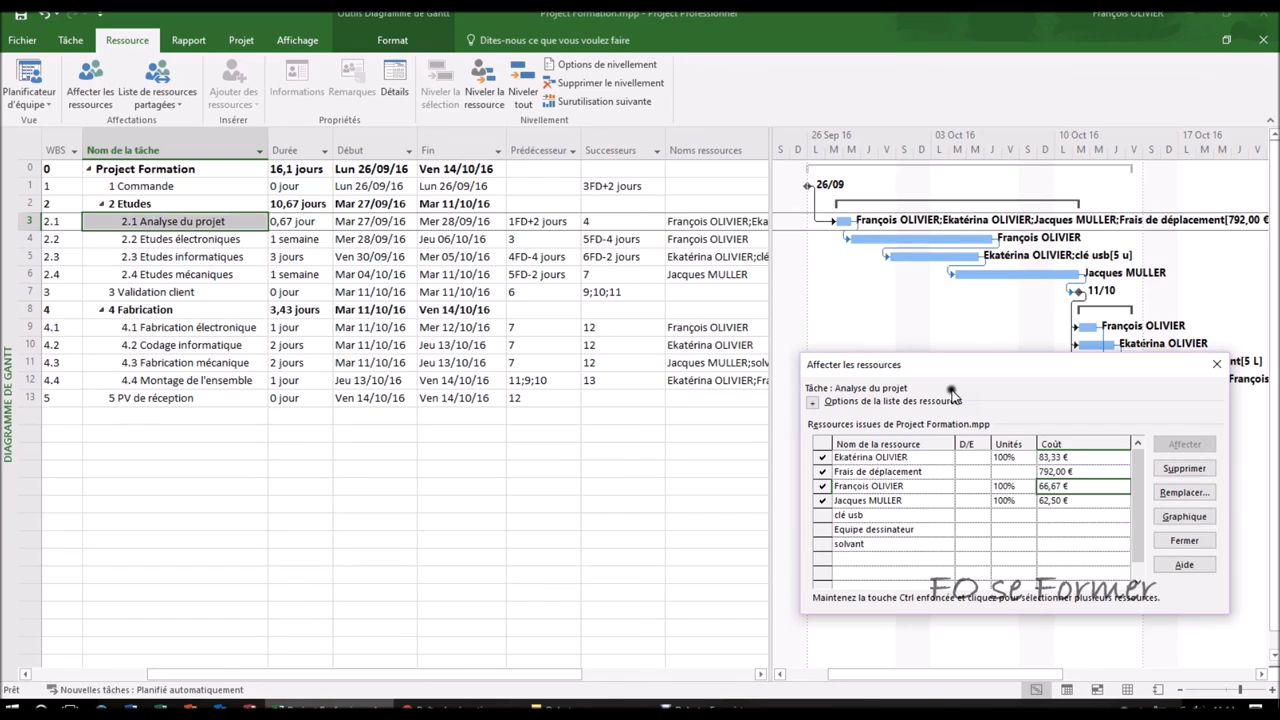 Outils Diagramme de Gantt
Project Formation.mpp - Project Professionnel
François OLIVIER
Fichier Tâche Ressource Rapport Projet Affichage Format Dites-nous ce que vous voulez faire
Planificateur d'équipe
Vue
Affecter les ressources
Liste de ressources partagées
Affectations
Ajouter des ressources
Insérer
Informations
Remarques
Détails
Propriétés
Niveler la sélection
Niveler la ressource
Niveler tout
Options de nivellement
Supprimer le nivellement
Surutilisation suivante
Nivellement
WBS Nom de la tâche Durée Début Fin Prédécesseur Successeurs Noms ressources
0 0 Project Formation 16,1 jours Lun 26/09/16 Ven 14/10/16
1 1 1 Commande 0 jour Lun 26/09/16 Lun 26/09/16 3FD+2 jours
2 2 2 Etudes 10,67 jour Mar 27/09/16 Mar 11/10/16
3 2.1 2.1 Analyse du projet 0,67 jour Mar 27/09/16 Mer 28/09/16 1FD+2 jours 4 François OLIVIER;Eka
4 2.2 2.2 Etudes électroniques 1 semaine Mer 28/09/16 Jeu 06/10/16 3 5FD-4 jours François OLIVIER
5 2.3 2.3 Etudes informatiques 3 jours Ven 30/09/16 Mer 05/10/16 4FD-4 jours 6FD-2 jours Ekatérina OLIVIER;clé
6 2.4 2.4 Etudes mécaniques 1 semaine Mar 04/10/16 Mar 11/10/16 5FD-2 jours 7 Jacques MULLER
7 3 3 Validation client 0 jour Mar 11/10/16 Mar 11/10/16 6 9;10;11
8 4 4 Fabrication 3,43 jours Mar 11/10/16 Ven 14/10/16
9 4.1 4.1 Fabrication électronique 1 jour Mar 11/10/16 Mer 12/10/16 7 12 François OLIVIER
10 4.2 4.2 Codage informatique 2 jours Mar 11/10/16 Jeu 13/10/16 7 12 Ekatérina OLIVIER
11 4.3 4.3 Fabrication mécanique 2 jours Mar 11/10/16 Jeu 13/10/16 7 12 Jacques MULLER;solv
12 4.4 4.4 Montage de l'ensemble 1 jour Jeu 13/10/16 Ven 14/10/16 11;9;10 13 Ekatérina OLIVIER;Fr
13 5 5 PV de réception 0 jour Ven 14/10/16 Ven 14/10/16 12
DIAGRAMME DE GANTT
26 Sep 16 03 Oct 16 10 Oct 16 17 Oct 16
S D L M M J V S D L M M J V S D L M M J V S D L M M J V
26/09
François OLIVIER;Ekatérina OLIVIER;Jacques MULLER;Frais de déplacement[792,00 €
François OLIVIER
Ekatérina OLIVIER;clé usb[5 u]
Jacques MULLER
11/10
François OLIVIER
Ekatérina OLIVIER
nt[5 L]
François
Affecter les ressources
Tâche : Analyse du projet
+ Options de la liste des ressources
Ressources issues de Project Formation.mpp
Nom de la ressource D/E Unités Coût
Ekatérina OLIVIER 100% 83,33 €
Frais de déplacement 792,00 €
François OLIVIER 100% 66,67 €
Jacques MULLER 100% 62,50 €
clé usb
Equipe dessinateur
solvant
Affecter
Supprimer
Remplacer...
Graphique
Fermer
Aide
FO se Former
Maintenez la touche Ctrl enfoncée et cliquez pour sélectionner plusieurs ressources.
Prêt Nouvelles tâches : Planifié automatiquement